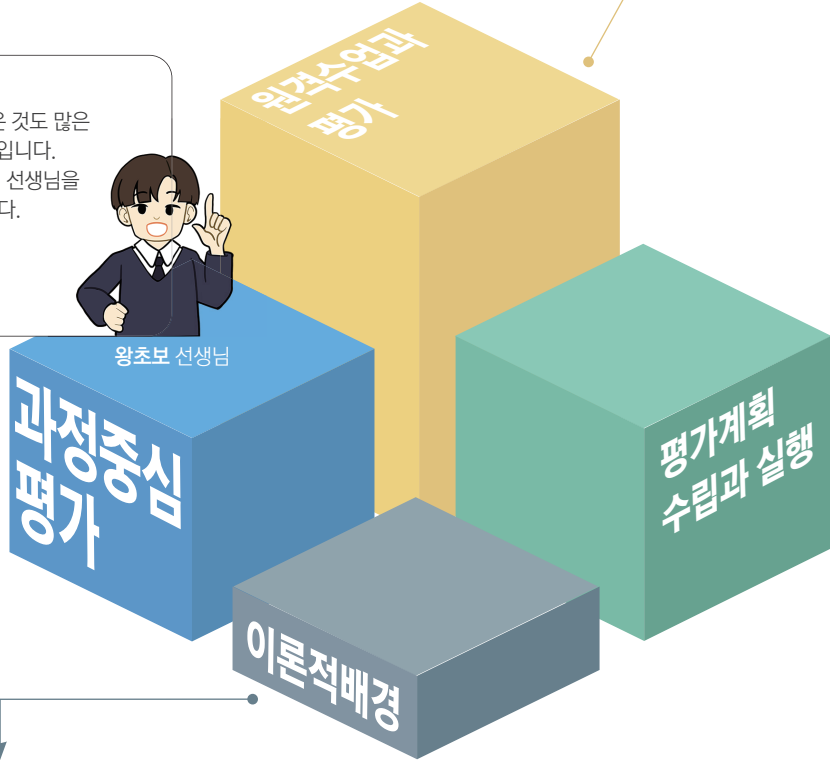 원격수업과
평가
것도 많은
입니다.
선생님을
다.
왕초보 선생님
과정중심
평가
평가계획
수립과 실행
이론적배경